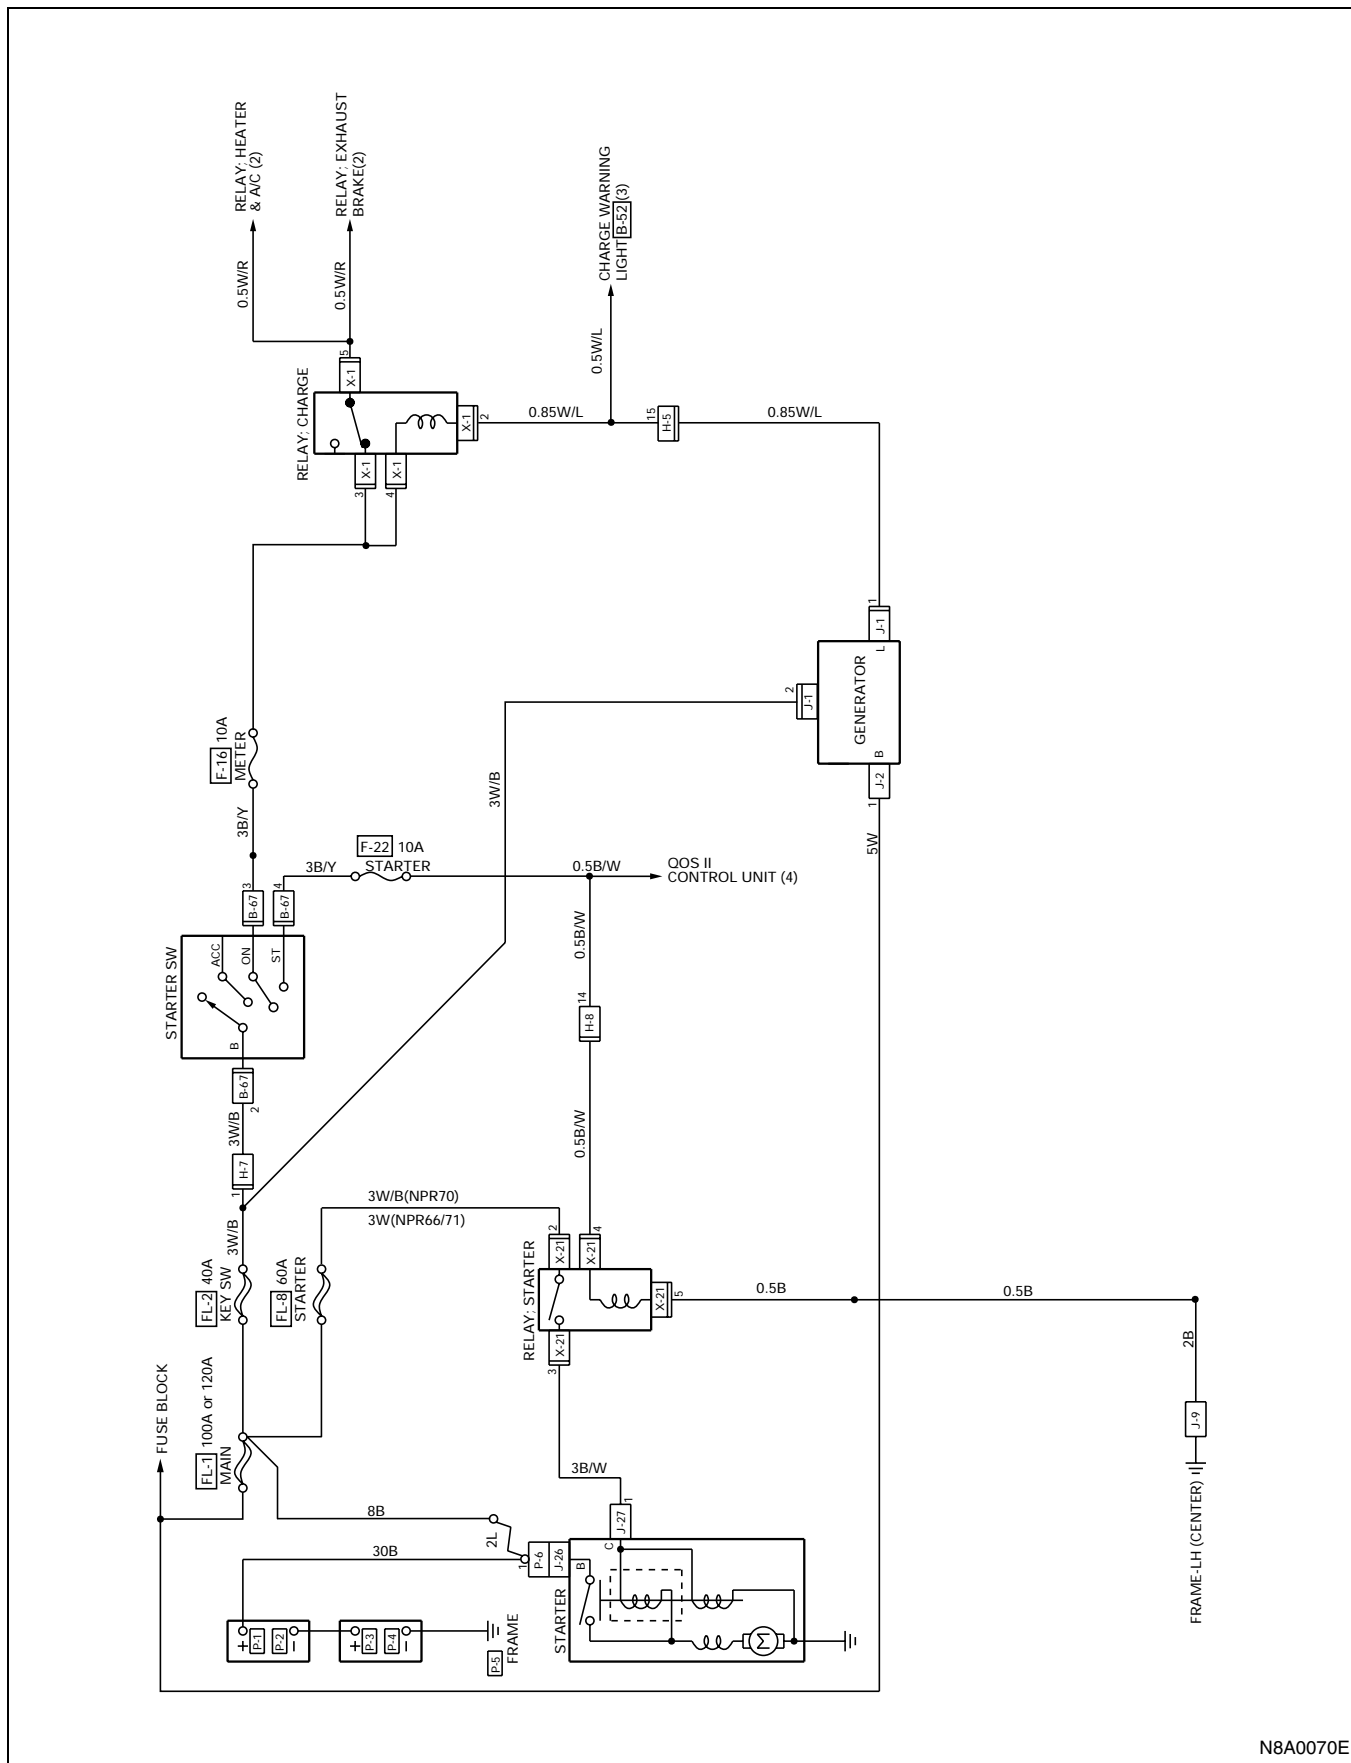 RELAY; HEATER
& A/C (2)
RELAY; EXHAUST
BRAKE(2)
0.5W/R
0.5W/R
CHARGE WARNING
LIGHT B-52 (3)
0.5W/L
RELAY; CHARGE
5
X-1
X-1
2
X-1
3
X-1
4
0.85W/L
15
H-5
0.85W/L
F-16 10A
METER
3B/Y
3W/B
1
J-1
L
2
J-1
GENERATOR
B
J-2
1
5W
F-22 10A
STARTER
3B/Y
0.5B/W
QOS II
CONTROL UNIT (4)
3
B-67
4
B-67
STARTER SW
ACC
ON
ST
B
B-67
2
0.5B/W
14
H-8
0.5B/W
3W/B
H-7
1
3W/B
3W/B(NPR70)
3W(NPR66/71)
FL-2 40A
KEY SW
FL-8 60A
STARTER
RELAY; STARTER
2
X-21
4
X-21
X-21
5
X-21
3
0.5B
0.5B
2B
J-9
FRAME-LH (CENTER)
FUSE BLOCK
FL-1 100A or 120A
MAIN
3B/W
1
J-27
C
8B
2L
30B
1
P-6
J-26
B
STARTER
+
P-1
P-2
−
+
P-3
P-4
−
P-5
FRAME
Σ
N8A0070E